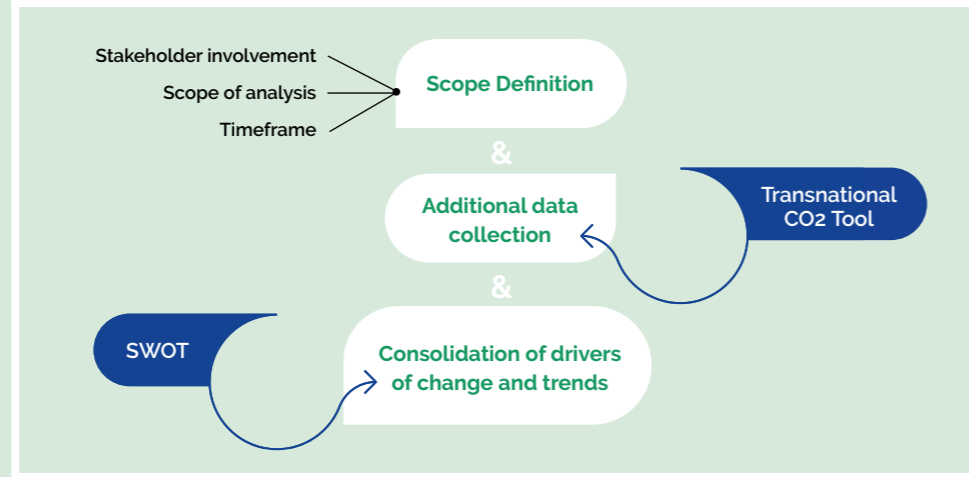 Stakeholder involvement
Scope of analysis
Timeframe
Scope Definition
&
Additional data
collection
Transnational
CO2 Tool
&
SWOT
Consolidation of drivers
of change and trends